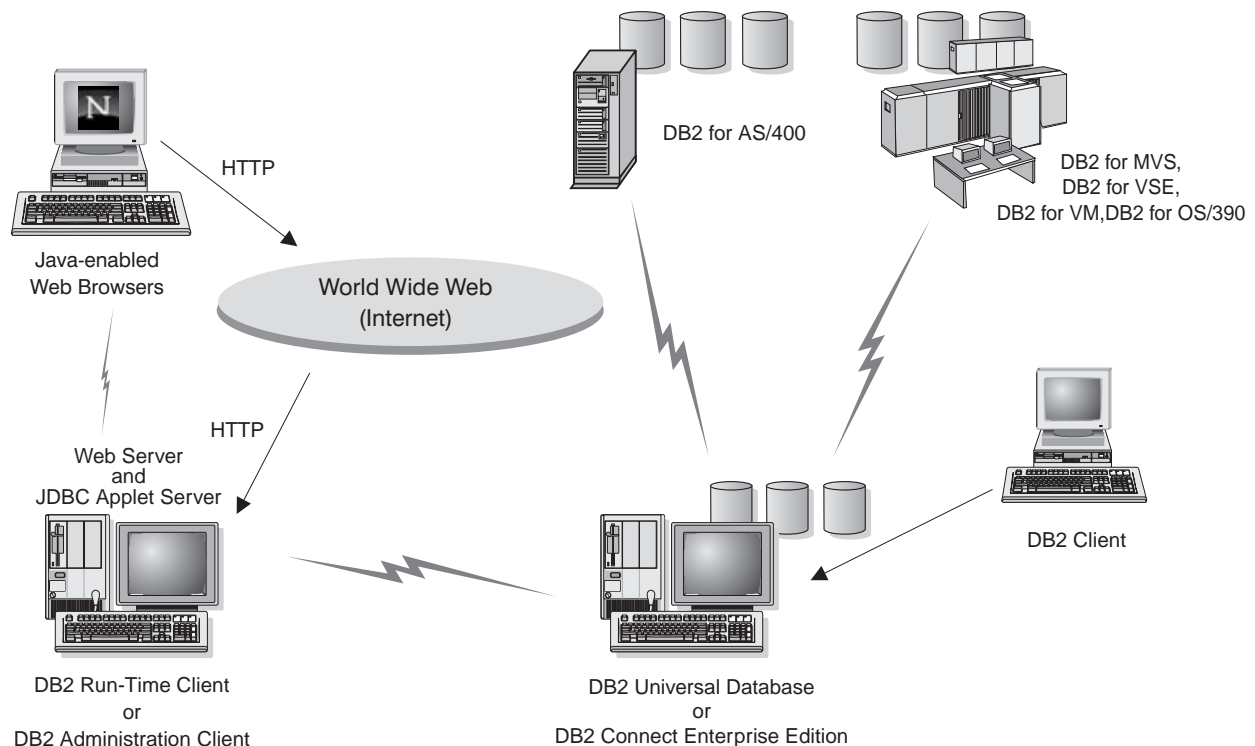 N
HTTP
DB2 for AS/400
DB2 for MVS,
DB2 for VSE,
DB2 for VM,DB2 for OS/390
Java-enabled
Web Browsers
World Wide Web
(Internet)
HTTP
Web Server
and
JDBC Applet Server
DB2 Client
DB2 Run-Time Client
or
DB2 Administration Client
DB2 Universal Database
or
DB2 Connect Enterprise Edition